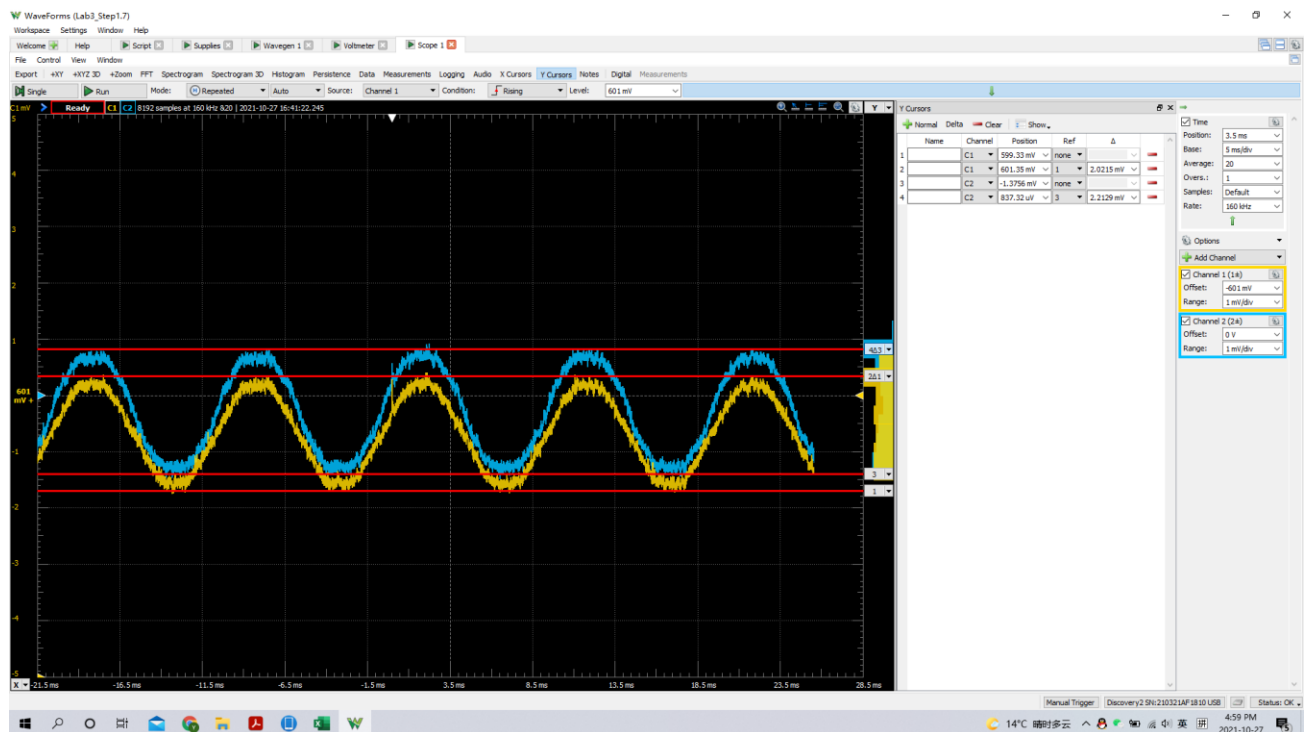 WaveForms (Lab3_Step1.7)
Workspace Settings Window Help
Welcome Help Script Supplies Wavegen 1 Voltmeter Scope 1
File Control View Window
Export +XY +XYZ 3D +Zoom FFT Spectrogram Spectrogram 3D Histogram Persistence Data Measurements Logging Audio X Cursors Y Cursors Notes Digital Measurements
Single Run Mode: Repeated Auto Source: Channel 1 Condition: Rising Level: 601 mV
C1 mV Ready C1 C2 8192 samples at 160 kHz &20 | 2021-10-27 16:41:22.245 Y
5
4
3
2
1
601
mV +
-1
-2
-3
-4
-5
4Δ3
2Δ1
3
1
X -21.5 ms -16.5 ms -11.5 ms -6.5 ms -1.5 ms 3.5 ms 8.5 ms 13.5 ms 18.5 ms 23.5 ms 28.5 ms
Y Cursors
Normal Delta Clear Show
Name Channel Position Ref Δ
1 C1 599.33 mV none
2 C1 601.35 mV 1 2.0215 mV
3 C2 -1.3756 mV none
4 C2 837.32 uV 3 2.2129 mV
Time
Position: 3.5 ms
Base: 5 ms/div
Average: 20
Overs.: 1
Samples: Default
Rate: 160 kHz
Options
Add Channel
Channel 1 (1±)
Offset: -601 mV
Range: 1 mV/div
Channel 2 (2±)
Offset: 0 V
Range: 1 mV/div
Manual Trigger Discovery2 SN:210321AF1810 USB Status: OK
14°C 晴时多云 英 拼 4:59 PM
2021-10-27